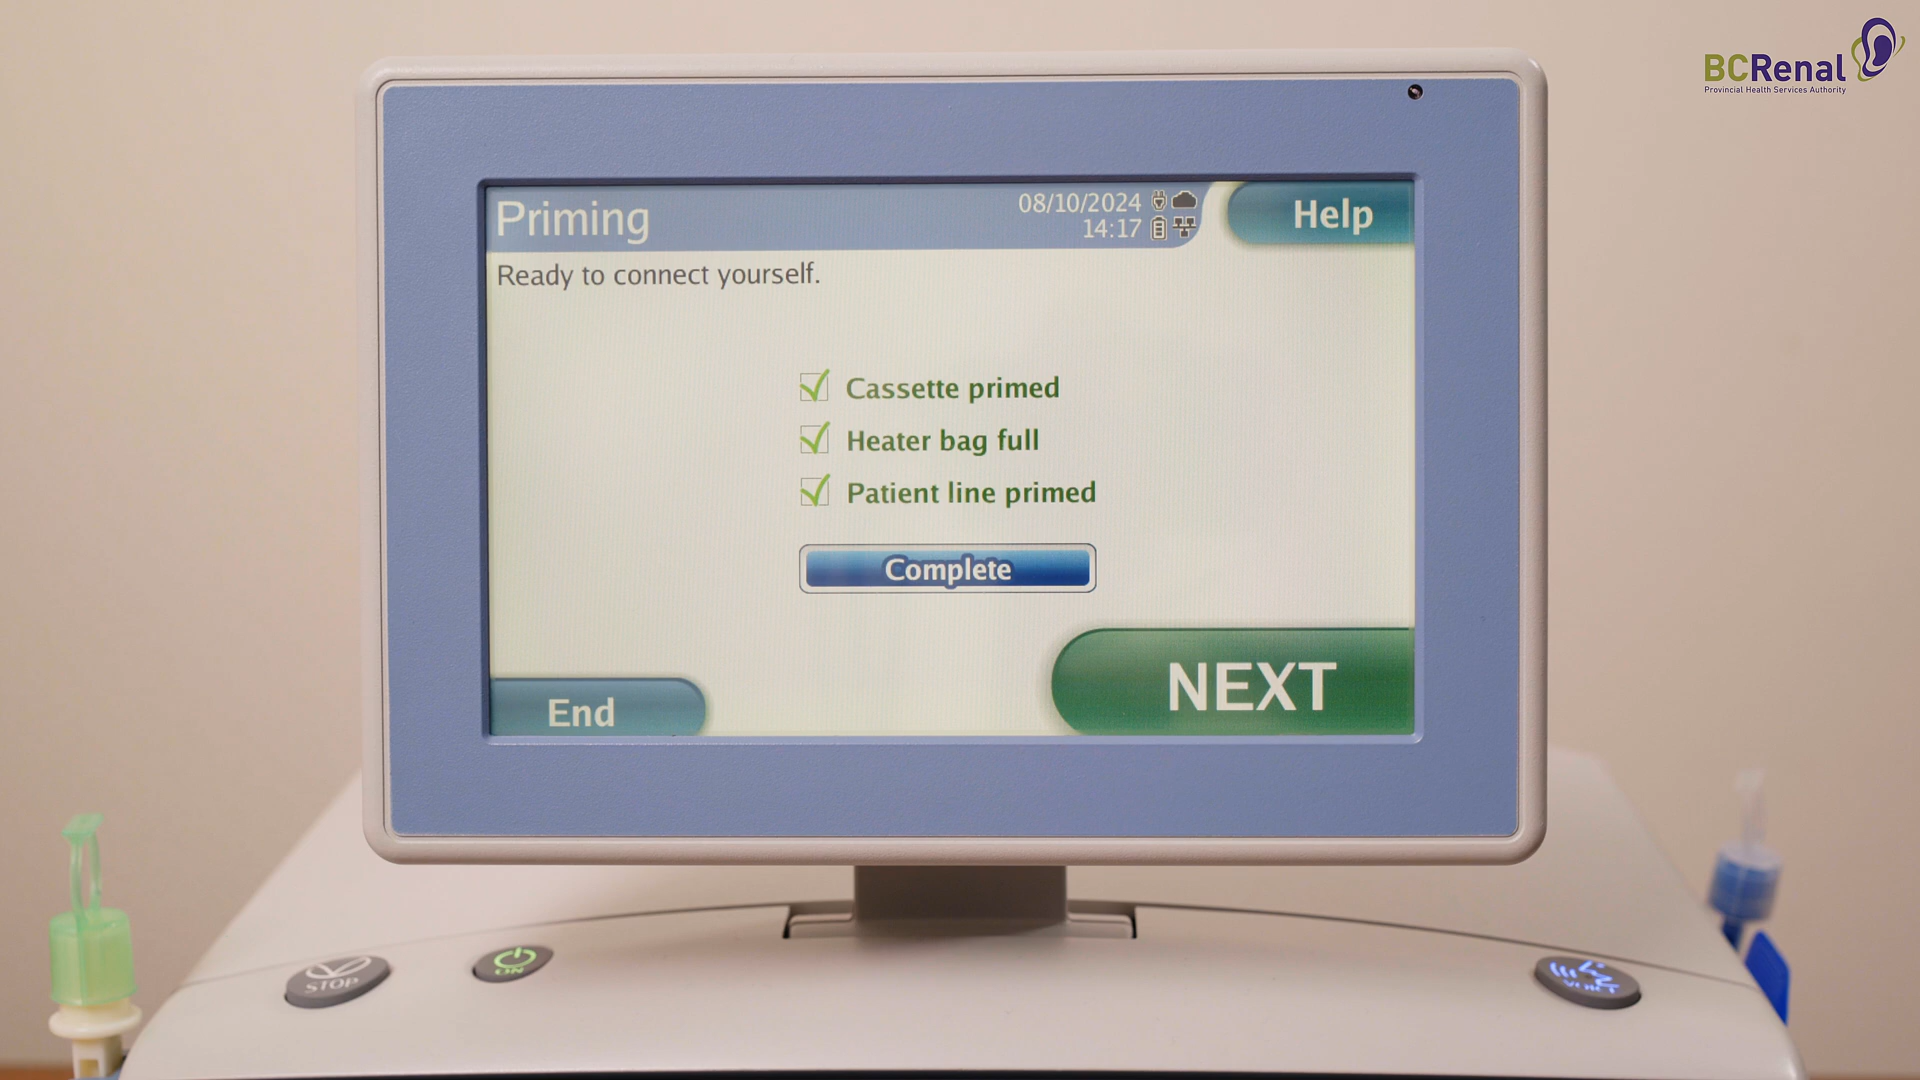 BCRenal
Provincial Health Services Authority
Priming
08/10/2024
14:17
Help
Ready to connect yourself.
Cassette primed
Heater bag full
Patient line primed
Complete
End
NEXT
STOP
ON